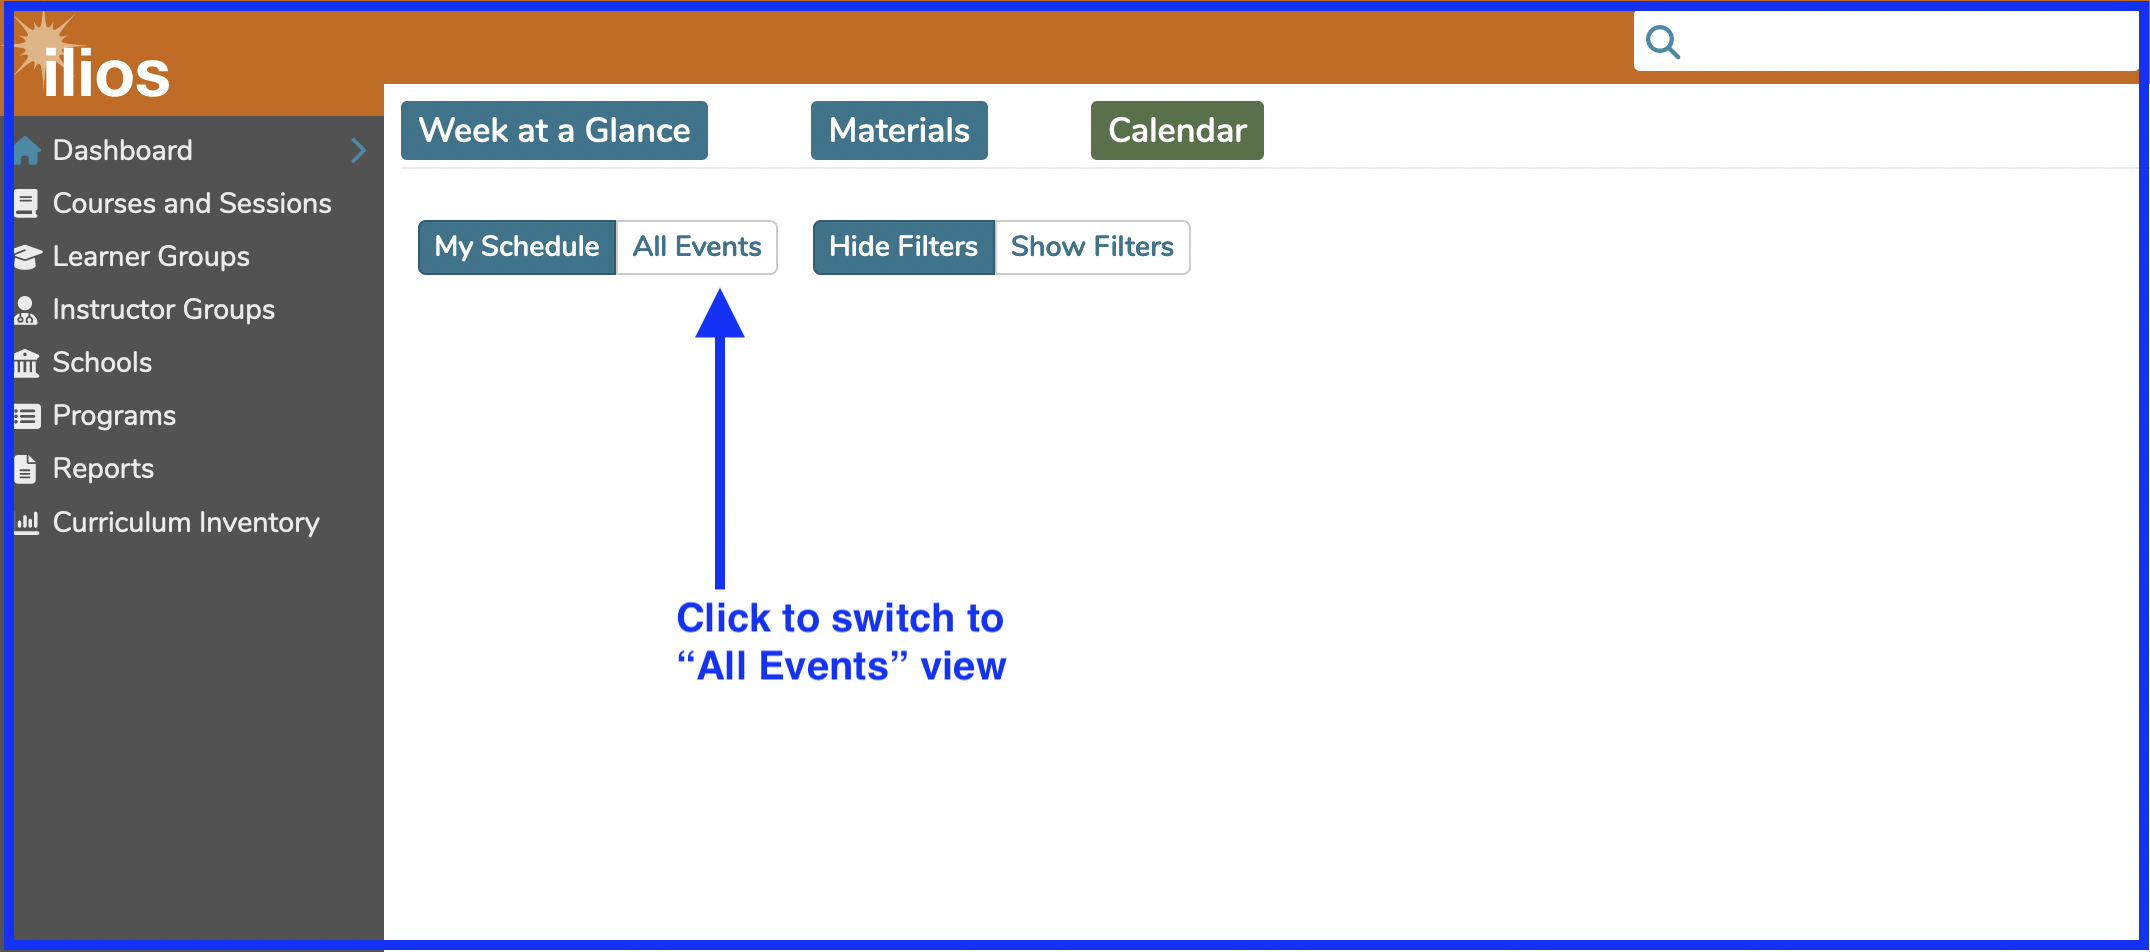 ilios
Week at a Glance
Materials
Calendar
Dashboard
Courses and Sessions
Learner Groups
Instructor Groups
Schools
Programs
Reports
Curriculum Inventory
My Schedule
All Events
Hide Filters
Show Filters
Click to switch to
“All Events” view